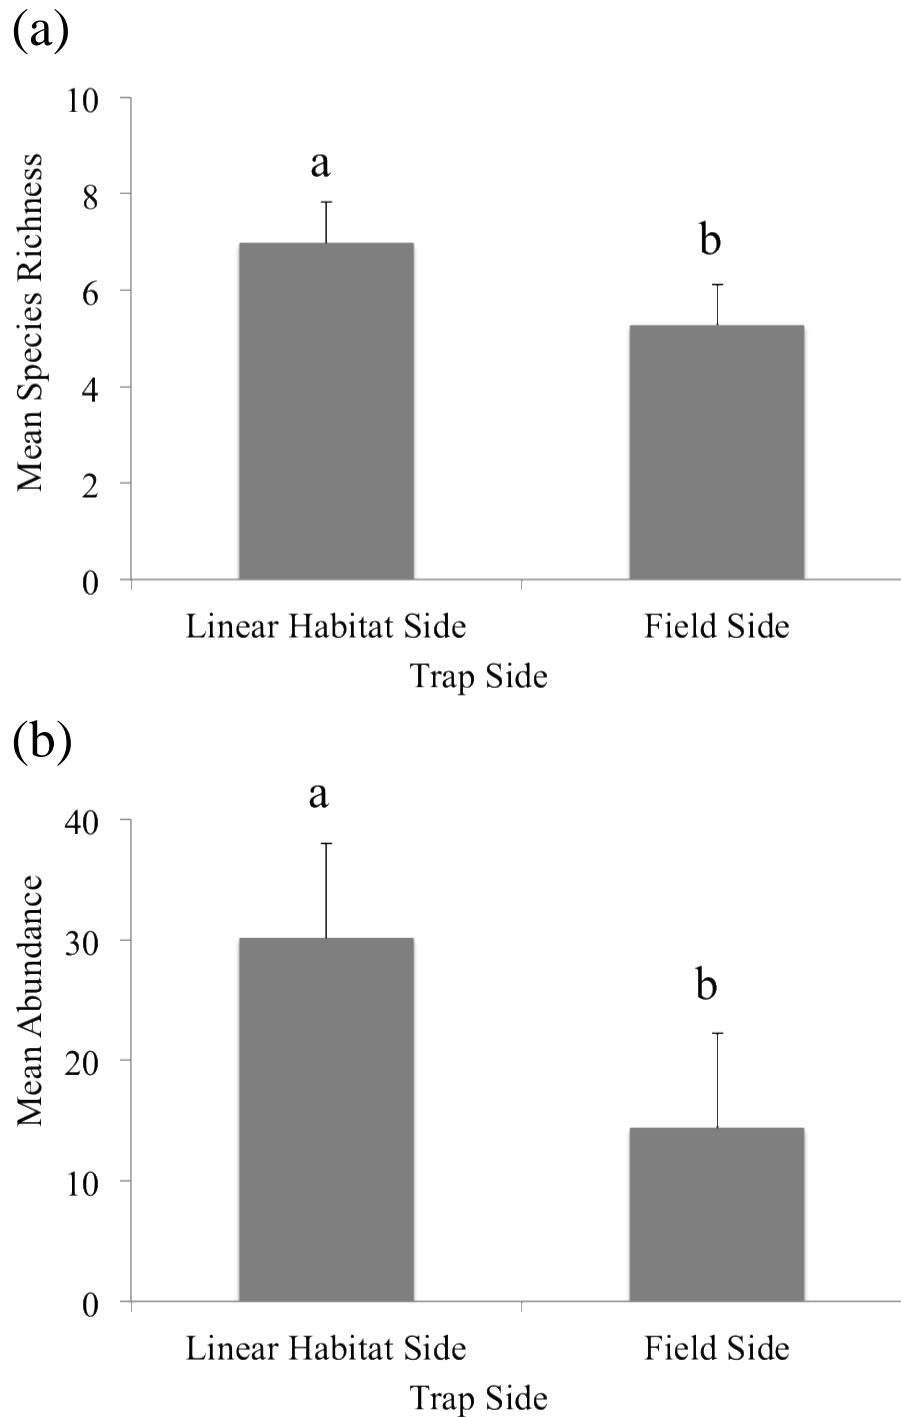 (a)
Mean Species Richness
10
8
6
4
2
0
a
b
Linear Habitat Side
Field Side
Trap Side
(b)
Mean Abundance
40
30
20
10
0
a
b
Linear Habitat Side
Field Side
Trap Side